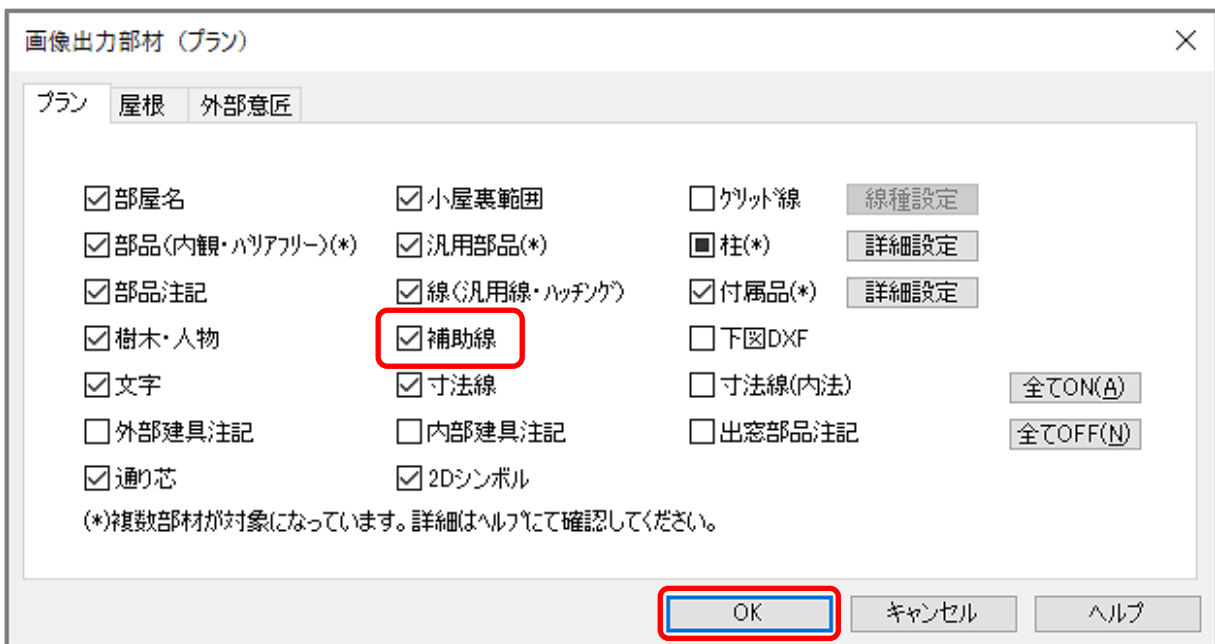 画像出力部材（プラン）
プラン 屋根 外部意匠
部屋名 小屋裏範囲 グリッド線 線種設定
部品(内観・バリアフリー)(*) 汎用部品(*) 柱(*) 詳細設定
部品注記 線(汎用線・ハッチング) 付属品(*) 詳細設定
樹木・人物 補助線 下図DXF
文字 寸法線 寸法線(内法) 全てON(A)
外部建具注記 内部建具注記 出窓部品注記 全てOFF(N)
通り芯 2Dシンボル
(*)複数部材が対象になっています。詳細はヘルプにて確認してください。
OK キャンセル ヘルプ